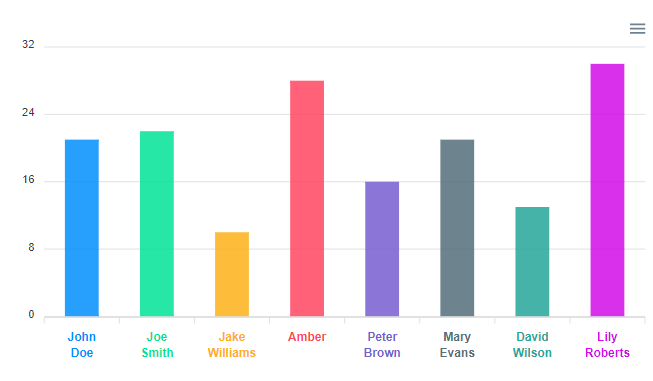 32
24
16
8
0
John Doe
Joe Smith
Jake Williams
Amber
Peter Brown
Mary Evans
David Wilson
Lily Roberts